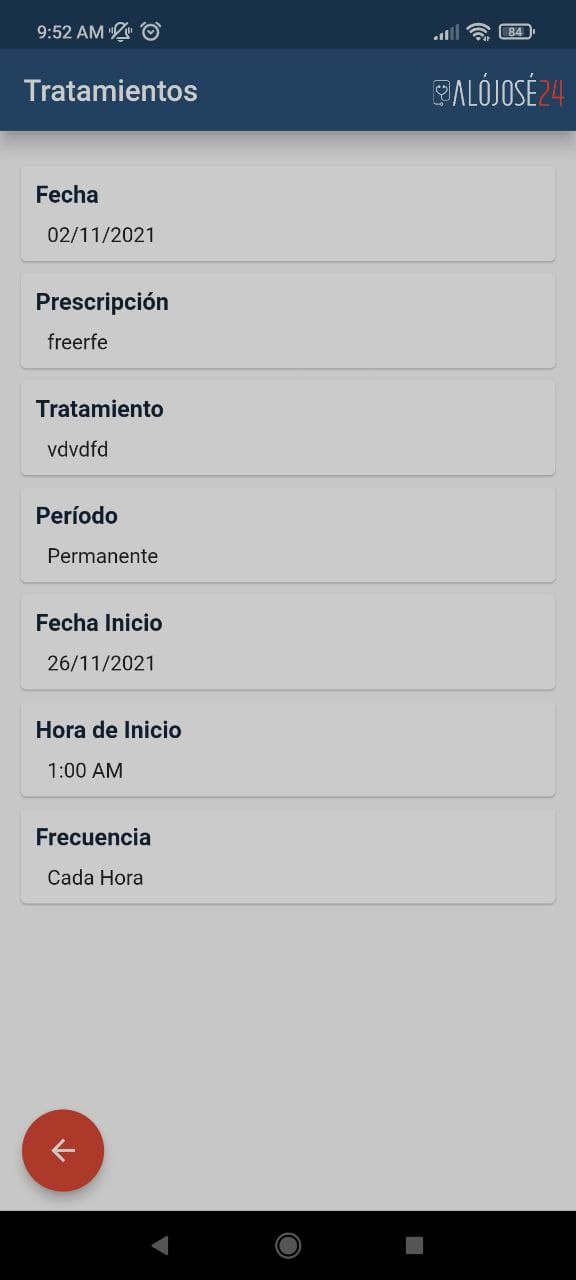 9:52 AM 84
Tratamientos
ALÓJOSÉ24
Fecha
02/11/2021
Prescripción
freerfe
Tratamiento
vdvdfd
Período
Permanente
Fecha Inicio
26/11/2021
Hora de Inicio
1:00 AM
Frecuencia
Cada Hora